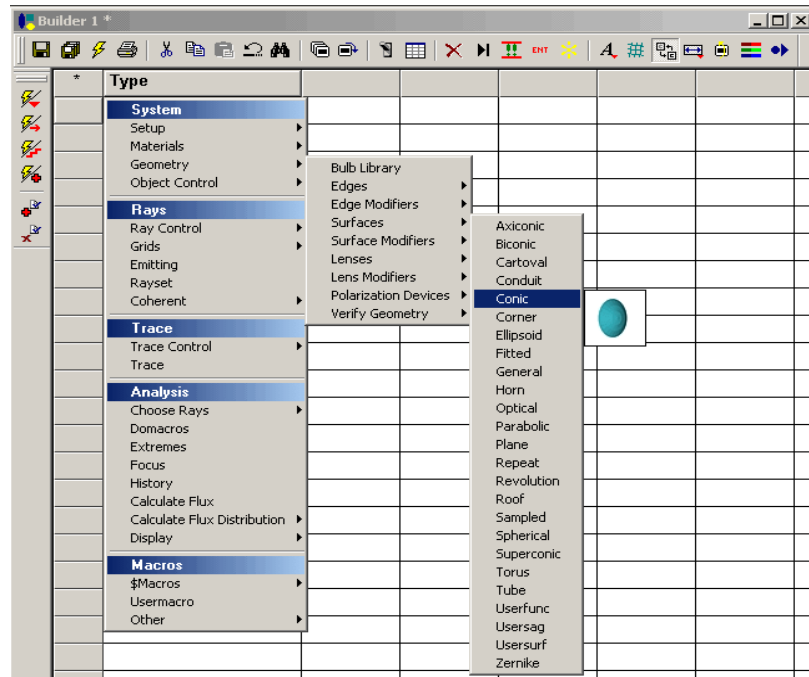 Builder 1 *
ENT
A
* Type
System
Setup
Materials
Geometry
Object Control
Rays
Ray Control
Grids
Emitting
Rayset
Coherent
Trace
Trace Control
Trace
Analysis
Choose Rays
Domacros
Extremes
Focus
History
Calculate Flux
Calculate Flux Distribution
Display
Macros
$Macros
Usermacro
Other
Bulb Library
Edges
Edge Modifiers
Surfaces
Surface Modifiers
Lenses
Lens Modifiers
Polarization Devices
Verify Geometry
Axiconic
Biconic
Cartoval
Conduit
Conic
Corner
Ellipsoid
Fitted
General
Horn
Optical
Parabolic
Plane
Repeat
Revolution
Roof
Sampled
Spherical
Superconic
Torus
Tube
Userfunc
Usersag
Usersurf
Zernike